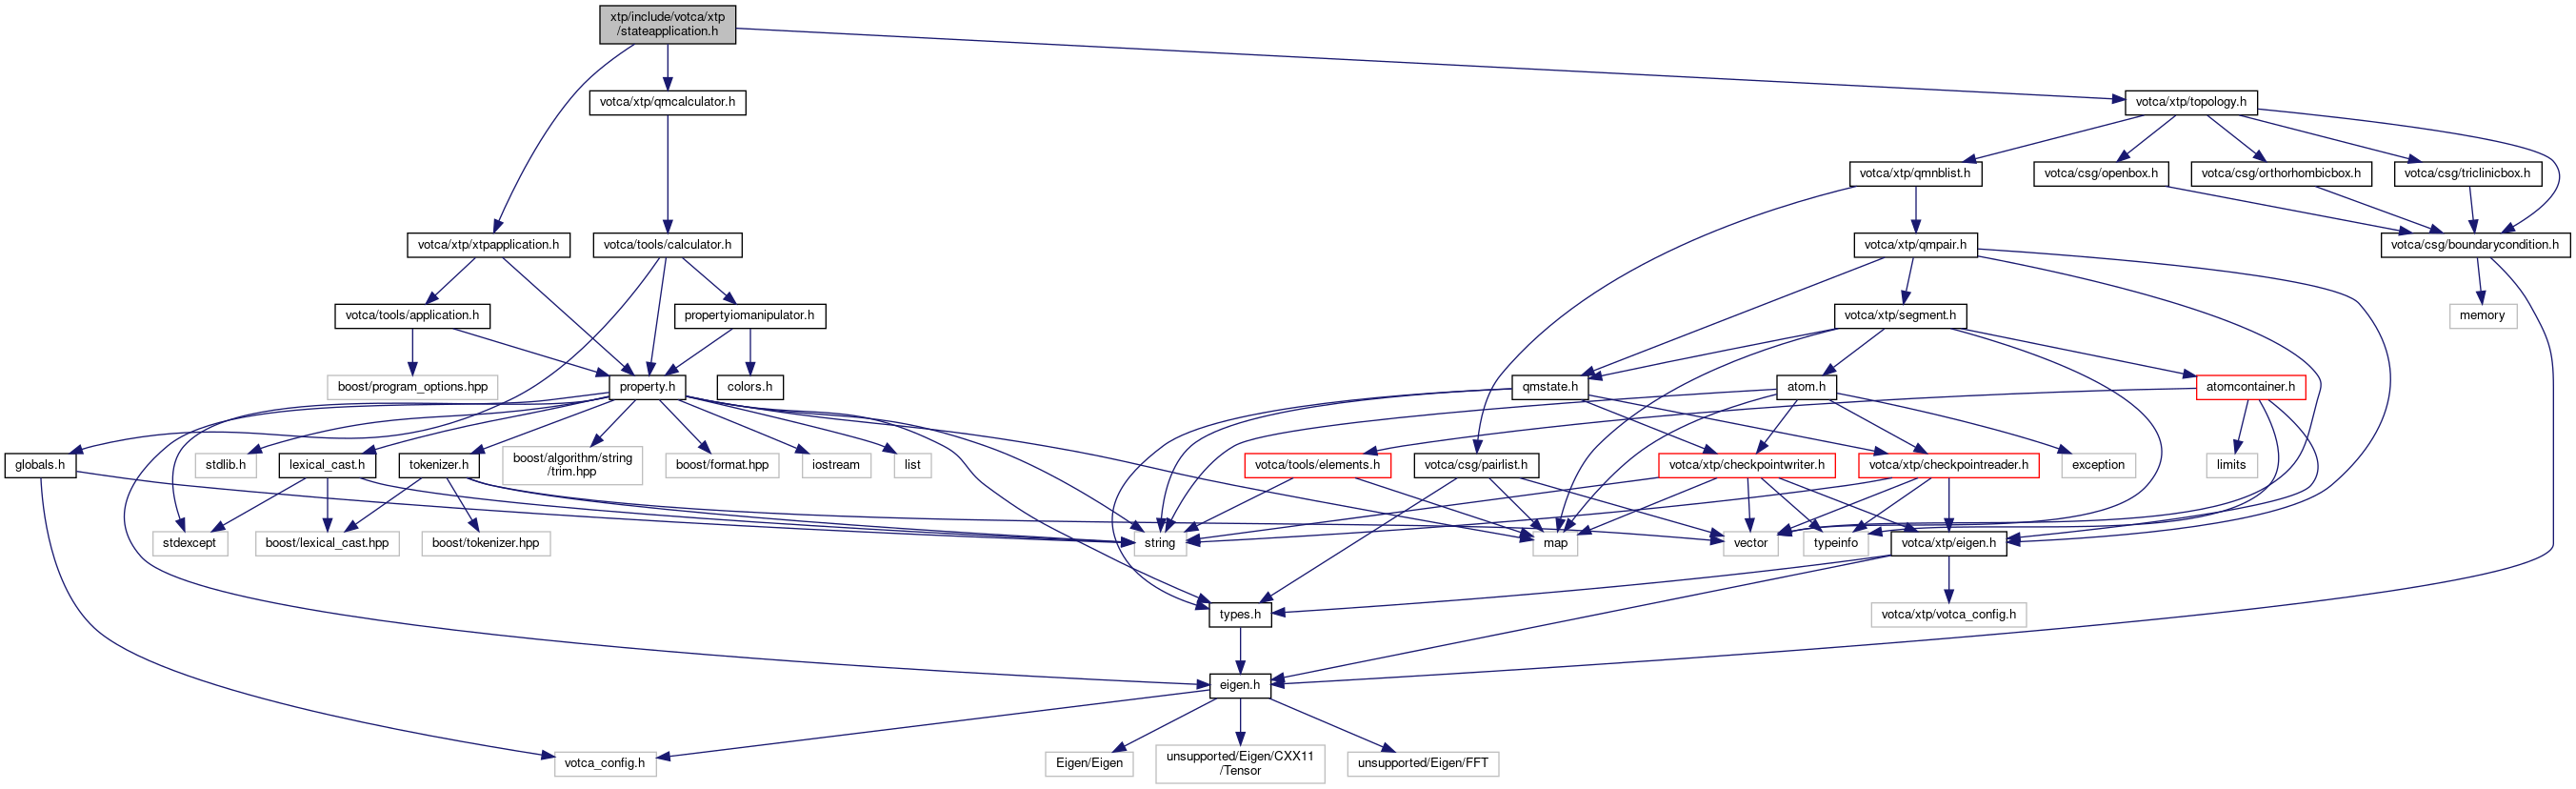 xtp/include/votca/xtp
/stateapplication.h
votca/xtp/qmcalculator.h
votca/xtp/topology.h
votca/xtp/qmnblist.h
votca/csg/openbox.h
votca/csg/orthorhombicbox.h
votca/csg/triclinicbox.h
votca/xtp/xtpapplication.h
votca/tools/calculator.h
votca/xtp/qmpair.h
votca/csg/boundarycondition.h
votca/tools/application.h
propertyiomanipulator.h
votca/xtp/segment.h
memory
boost/program_options.hpp
property.h
colors.h
qmstate.h
atom.h
atomcontainer.h
globals.h
stdlib.h
lexical_cast.h
tokenizer.h
boost/algorithm/string
/trim.hpp
boost/format.hpp
iostream
list
votca/tools/elements.h
votca/csg/pairlist.h
votca/xtp/checkpointwriter.h
votca/xtp/checkpointreader.h
exception
limits
stdexcept
boost/lexical_cast.hpp
boost/tokenizer.hpp
string
map
vector
typeinfo
votca/xtp/eigen.h
types.h
votca/xtp/votca_config.h
eigen.h
votca_config.h
Eigen/Eigen
unsupported/Eigen/CXX11
/Tensor
unsupported/Eigen/FFT